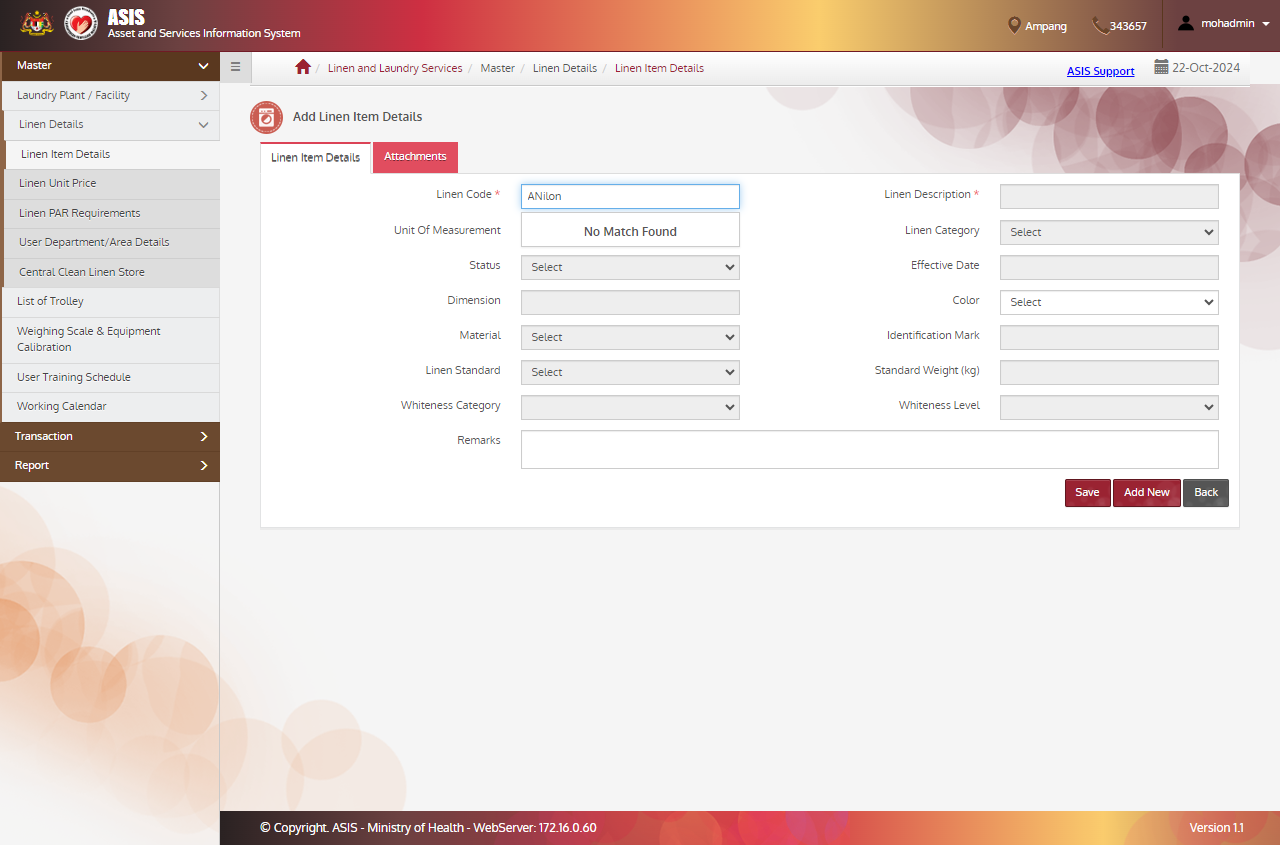 ASIS
Asset and Services Information System
Ampang
343657
mohadmin
Master
Laundry Plant / Facility
Linen Details
Linen Item Details
Linen Unit Price
Linen PAR Requirements
User Department/Area Details
Central Clean Linen Store
List of Trolley
Weighing Scale & Equipment
Calibration
User Training Schedule
Working Calendar
Transaction
Report
/ Linen and Laundry Services / Master / Linen Details / Linen Item Details
ASIS Support
22-Oct-2024
Add Linen Item Details
Linen Item Details
Attachments
Linen Code * ANilon
Linen Description *
Unit Of Measurement
No Match Found
Linen Category Select
Status Select
Effective Date
Dimension
Color Select
Material Select
Identification Mark
Linen Standard Select
Standard Weight (kg)
Whiteness Category
Whiteness Level
Remarks
Save
Add New
Back
© Copyright. ASIS - Ministry of Health - WebServer: 172.16.0.60
Version 1.1